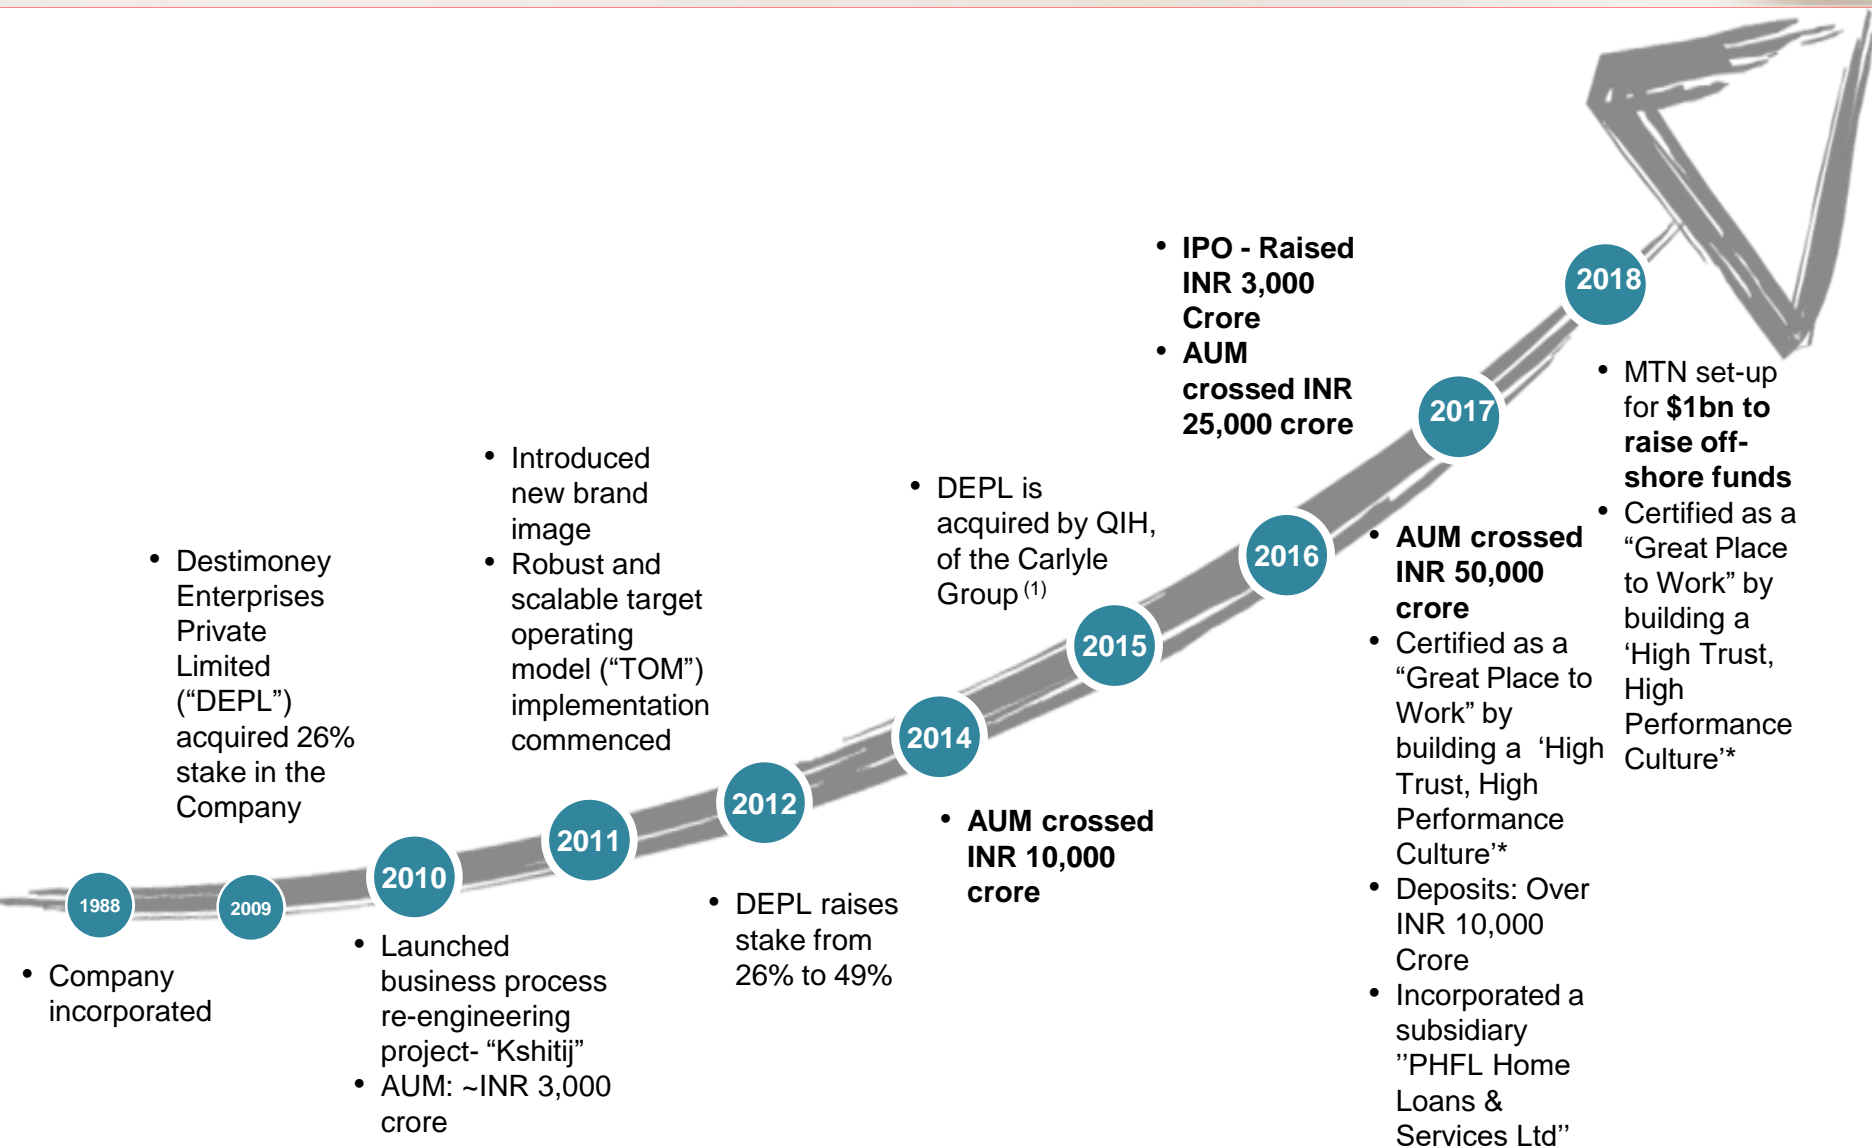 1988
• Company
incorporated
2009
• Destimoney
Enterprises
Private
Limited
(“DEPL”)
acquired 26%
stake in the
Company
2010
• Launched
business process
re-engineering
project- “Kshitij”
• AUM: ~INR 3,000
crore
2011
• Introduced
new brand
image
• Robust and
scalable target
operating
model (“TOM”)
implementation
commenced
2012
• DEPL raises
stake from
26% to 49%
2014
• AUM crossed
INR 10,000
crore
2015
• DEPL is
acquired by QIH,
of the Carlyle
Group (1)
2016
• IPO - Raised
INR 3,000
Crore
• AUM
crossed INR
25,000 crore
2017
• AUM crossed
INR 50,000
crore
• Certified as a
“Great Place to
Work” by
building a ‘High
Trust, High
Performance
Culture’*
• Deposits: Over
INR 10,000
Crore
• Incorporated a
subsidiary
’’PHFL Home
Loans &
Services Ltd’’
2018
• MTN set-up
for $1bn to
raise off-
shore funds
• Certified as a
“Great Place
to Work” by
building a
‘High Trust,
High
Performance
Culture’*